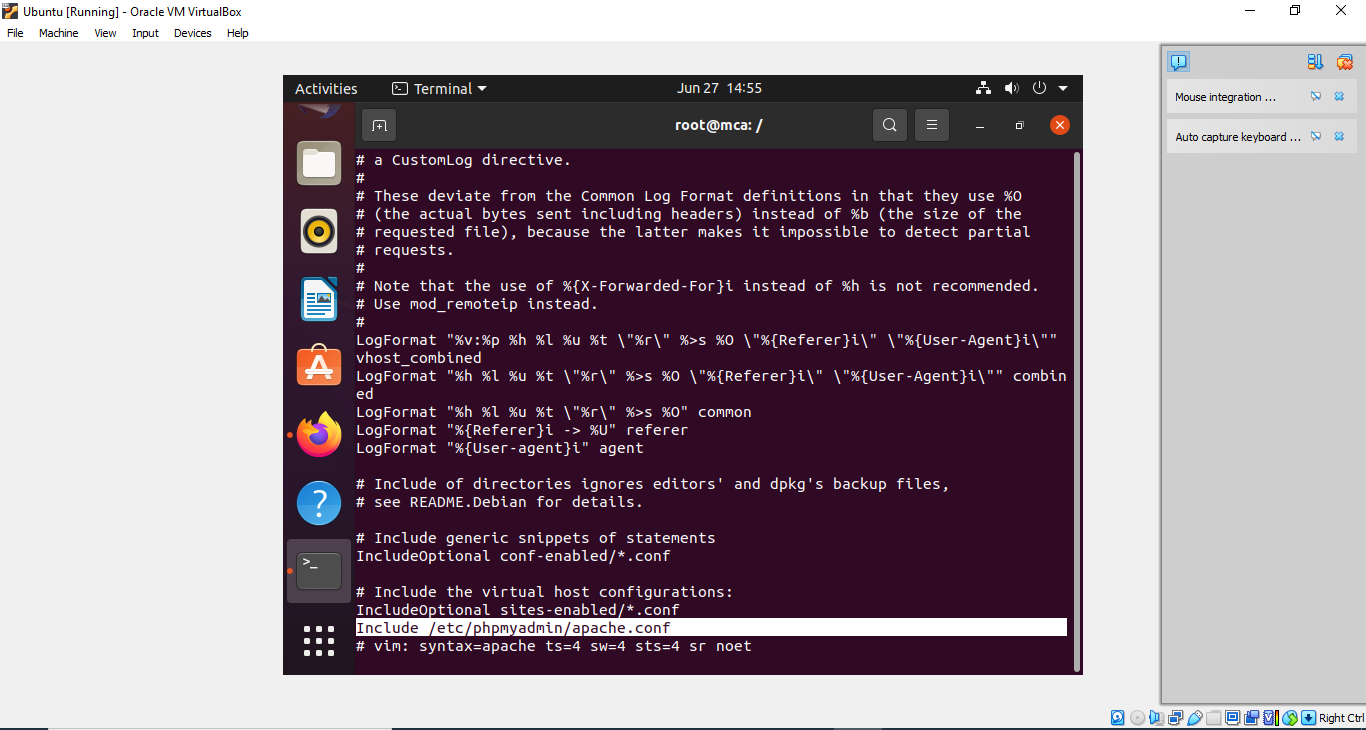 Ubuntu [Running] - Oracle VM VirtualBox
File Machine View Input Devices Help
Activities Terminal Jun 27 14:55
root@mca: /
# a CustomLog directive.
#
# These deviate from the Common Log Format definitions in that they use %O
# (the actual bytes sent including headers) instead of %b (the size of the
# requested file), because the latter makes it impossible to detect partial
# requests.
#
# Note that the use of %{X-Forwarded-For}i instead of %h is not recommended.
# Use mod_remoteip instead.
#
LogFormat "%v:%p %h %l %u %t \"%r\" %>s %O \"%{Referer}i\" \"%{User-Agent}i\""
vhost_combined
LogFormat "%h %l %u %t \"%r\" %>s %O \"%{Referer}i\" \"%{User-Agent}i\"" combin
ed
LogFormat "%h %l %u %t \"%r\" %>s %O" common
LogFormat "%{Referer}i -> %U" referer
LogFormat "%{User-agent}i" agent
# Include of directories ignores editors' and dpkg's backup files,
# see README.Debian for details.
# Include generic snippets of statements
IncludeOptional conf-enabled/*.conf
# Include the virtual host configurations:
IncludeOptional sites-enabled/*.conf
Include /etc/phpmyadmin/apache.conf
# vim: syntax=apache ts=4 sw=4 sts=4 sr noet
Mouse integration ...
Auto capture keyboard ...
Right Ctrl